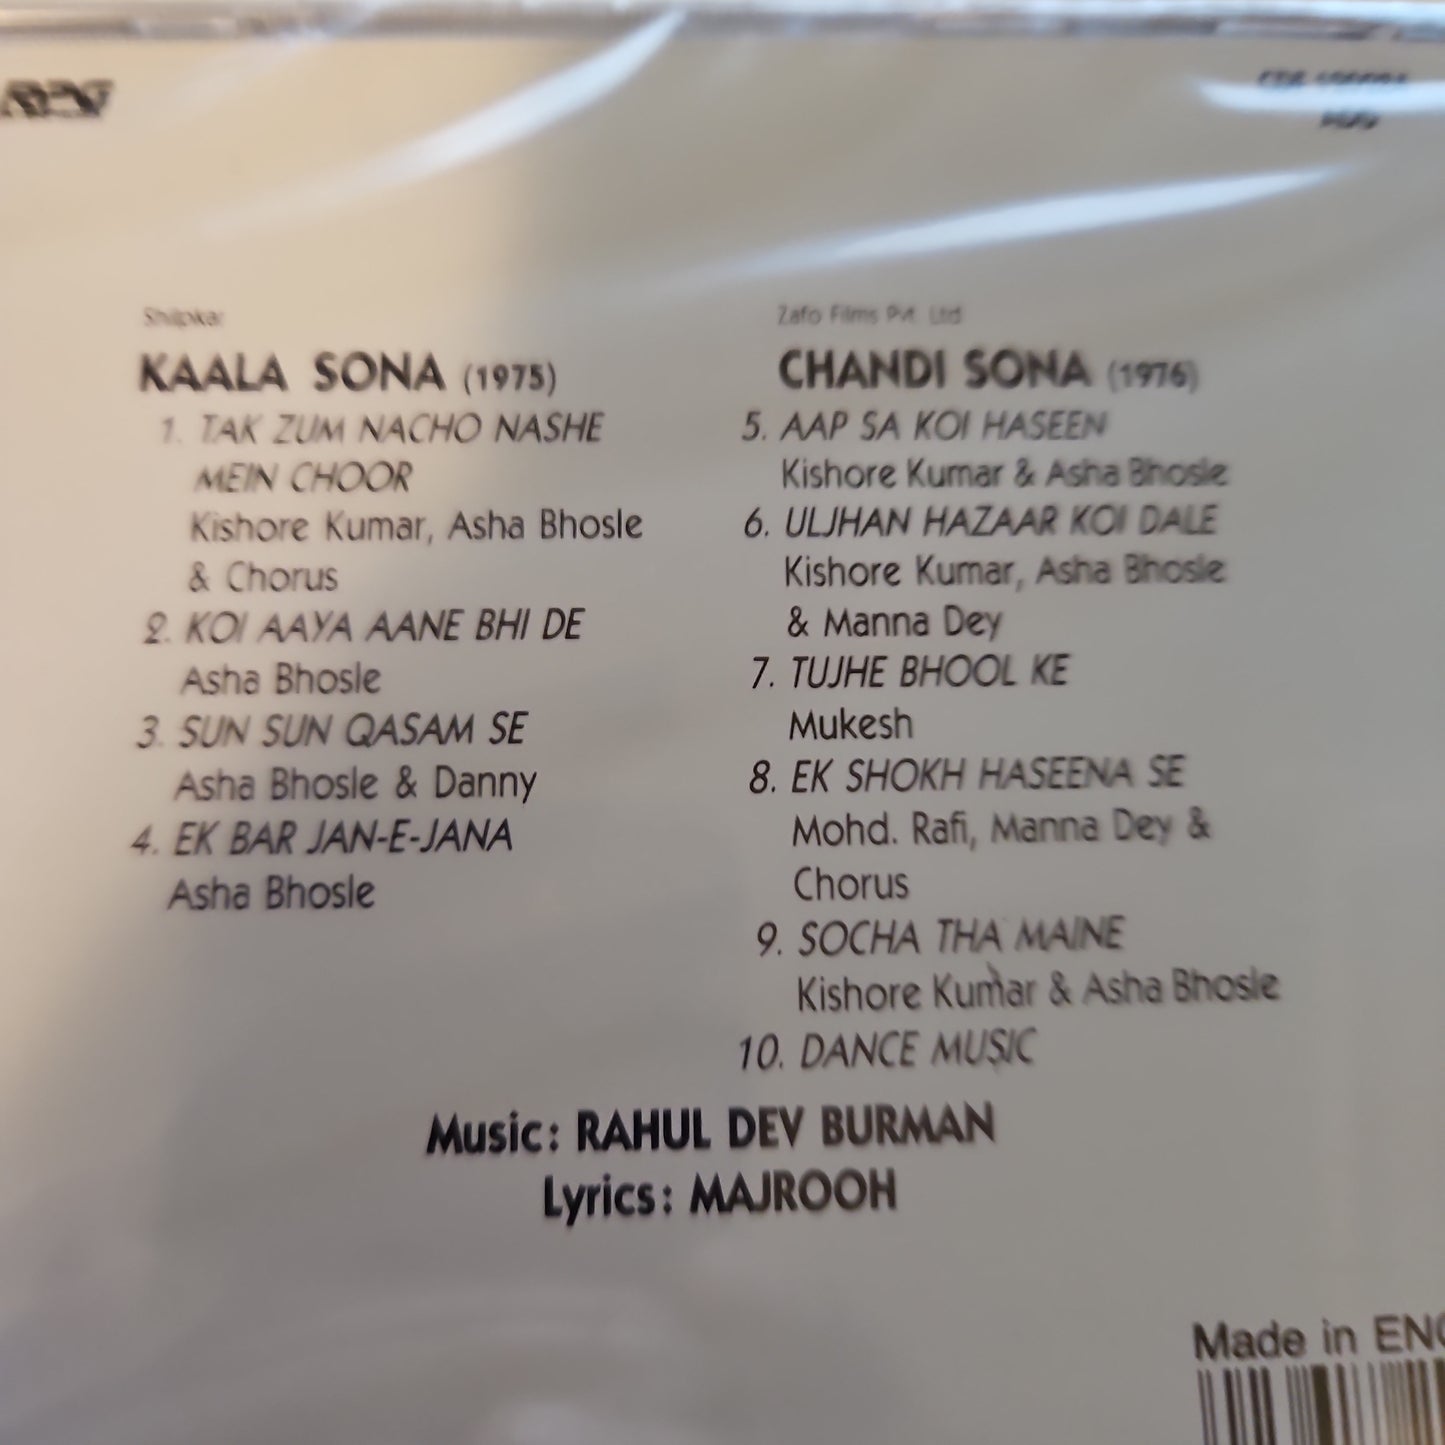 Shilpkar
KAALA SONA (1975)
1. TAK ZUM NACHO NASHE
MEIN CHOOR
Kishore Kumar, Asha Bhosle
& Chorus
2. KOI AAYA AANE BHI DE
Asha Bhosle
3. SUN SUN QASAM SE
Asha Bhosle & Danny
4. EK BAR JAN-E-JANA
Asha Bhosle
Zafo Films Pvt Ltd
CHANDI SONA (1976)
5. AAP SA KOI HASEEN
Kishore Kumar & Asha Bhosle
6. ULJHAN HAZAAR KOI DALE
Kishore Kumar, Asha Bhosle
& Manna Dey
7. TUJHE BHOOL KE
Mukesh
8. EK SHOKH HASEENA SE
Mohd. Rafi, Manna Dey &
Chorus
9. SOCHA THA MAINE
Kishore Kumar & Asha Bhosle
10. DANCE MUSIC
Music: RAHUL DEV BURMAN
Lyrics: MAJROOH
Made in ENG